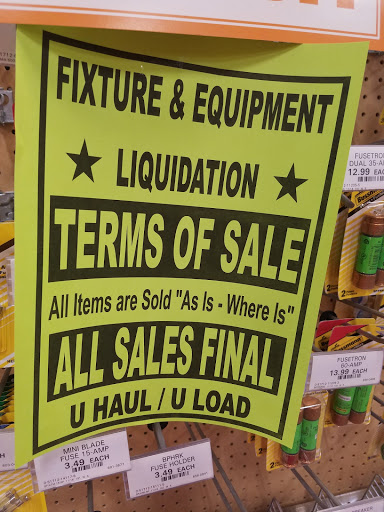 FIXTURE & EQUIPMENT
★ LIQUIDATION ★
TERMS OF SALE
All Items are Sold "As Is - Where Is"
ALL SALES FINAL
U HAUL / U LOAD
FUSETRON
DUAL 35-A
12.99 EAC
FUSETRON
60-AMP
13.99 EACH
MINI BLADE
FUSE 15-AMP
3.49 EACH
BPHRK
FUSE HOLDER
3.49 EACH